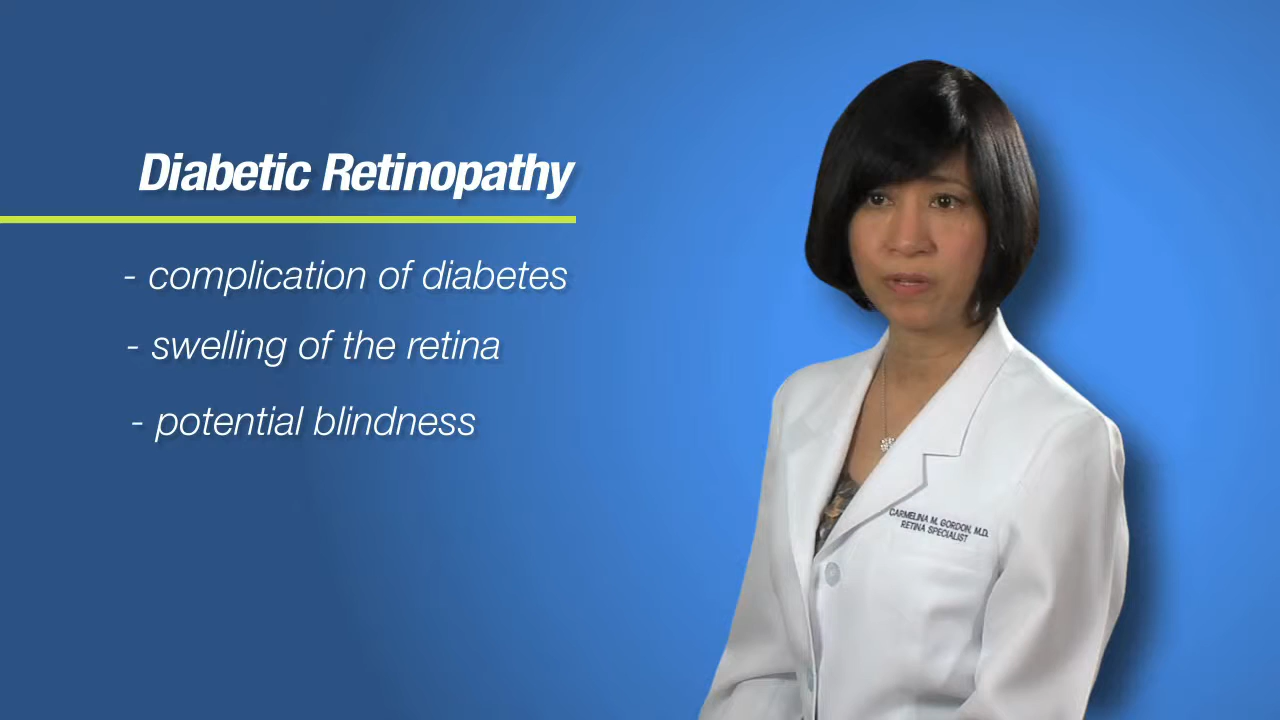 Diabetic Retinopathy
- complication of diabetes
- swelling of the retina
- potential blindness
CARMELINA M. GORDON, M.D.
RETINA SPECIALIST